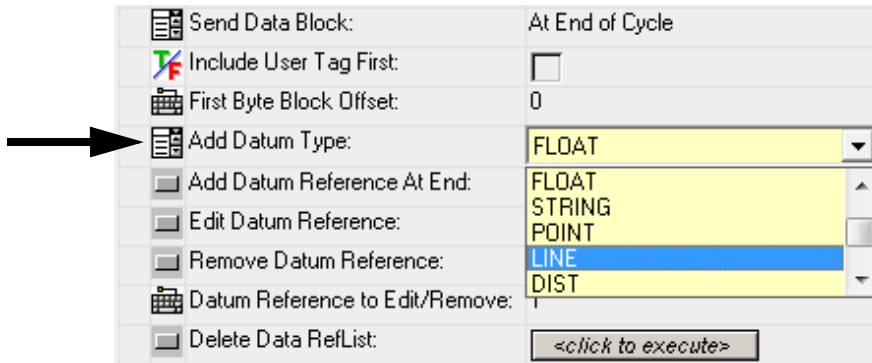 Send Data Block: At End of Cycle
T/F Include User Tag First:
First Byte Block Offset: 0
Add Datum Type: FLOAT
Add Datum Reference At End: FLOAT
STRING
Edit Datum Reference: POINT
Remove Datum Reference: LINE
DIST
Datum Reference to Edit/Remove:
Delete Data RefList: <click to execute>